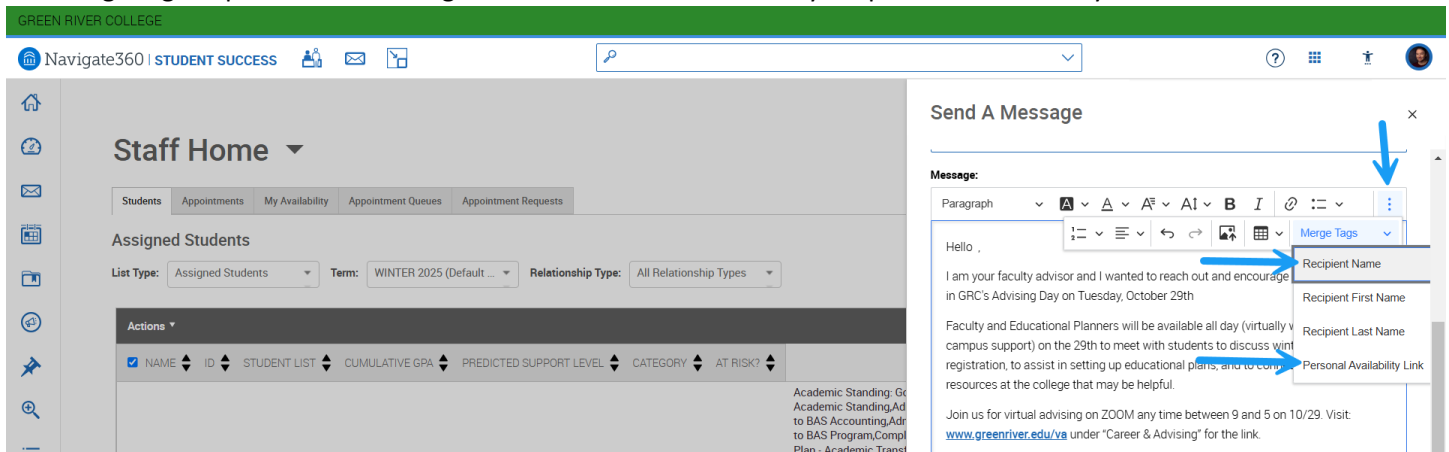 GREEN RIVER COLLEGE
Navigate360 | STUDENT SUCCESS
Send A Message
Staff Home
Message:
Students Appointments My Availability Appointment Queues Appointment Requests
Paragraph
Merge Tags
Assigned Students
Hello ,
Recipient Name
List Type: Assigned Students Term: WINTER 2025 (Default ... Relationship Type: All Relationship Types
I am your faculty advisor and I wanted to reach out and encourage
in GRC's Advising Day on Tuesday, October 29th
Recipient First Name
Actions
Faculty and Educational Planners will be available all day (virtually
campus support) on the 29th to meet with students to discuss
Recipient Last Name
NAME ID STUDENT LIST CUMULATIVE GPA PREDICTED SUPPORT LEVEL CATEGORY AT RISK?
registration, to assist in setting up educational plans, and to
Personal Availability Link
resources at the college that may be helpful.
Academic Standing:
Academic Standing,Ad
to BAS Accounting,Adr
to BAS Program,Compl
Plan - Academic Transf
Join us for virtual advising on ZOOM any time between 9 and 5 on 10/29. Visit:
www.greenriver.edu/va under “Career & Advising” for the link.